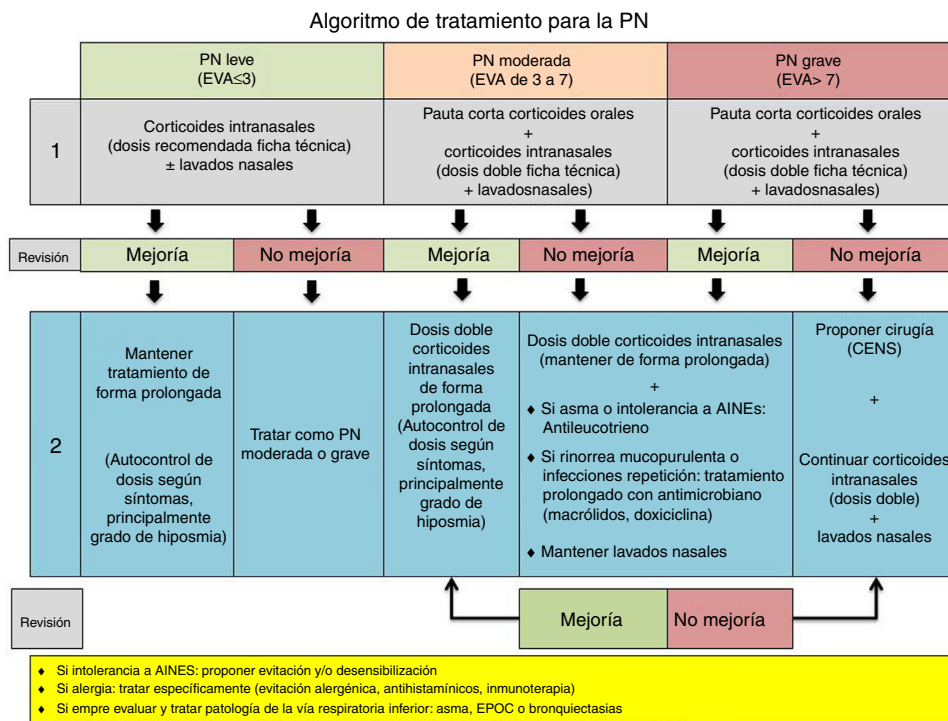 Algoritmo de tratamiento para la PN
PN leve
(EVA≤3)
PN moderada
(EVA de 3 a 7)
PN grave
(EVA> 7)
1
Corticoides intranasales
(dosis recomendada ficha técnica)
± lavados nasales
Pauta corta corticoides orales
+
corticoides intranasales
(dosis doble ficha técnica)
+ lavadosnasales)
Pauta corta corticoides orales
+
corticoides intranasales
(dosis doble ficha técnica)
+ lavadosnasales)
Revisión
Mejoría
No mejoría
Mejoría
No mejoría
Mejoría
No mejoría
2
Mantener
tratamiento de
forma prolongada
(Autocontrol de
dosis según
síntomas,
principalmente
grado de hiposmia)
Tratar como PN
moderada o grave
Dosis doble
corticoides
intranasales
de forma
prolongada
(Autocontrol de
dosis según
síntomas,
principalmente
grado de
hiposmia)
Dosis doble corticoides intranasales
(mantener de forma prolongada)
+
♦ Si asma o intolerancia a AINEs:
Antileucotrieno
♦ Si rinorrea mucopurulenta o
infecciones repetición: tratamiento
prolongado con antimicrobiano
(macrólidos, doxiciclina)
♦ Mantener lavados nasales
Proponer cirugía
(CENS)
+
Continuar corticoides
intranasales
(dosis doble)
+
lavados nasales
Revisión
Mejoría
No mejoría
♦ Si intolerancia a AINES: proponer evitación y/o desensibilización
♦ Si alergia: tratar específicamente (evitación alergénica, antihistamínicos, inmunoterapia)
♦ Si empre evaluar y tratar patología de la vía respiratoria inferior: asma, EPOC o bronquiectasias